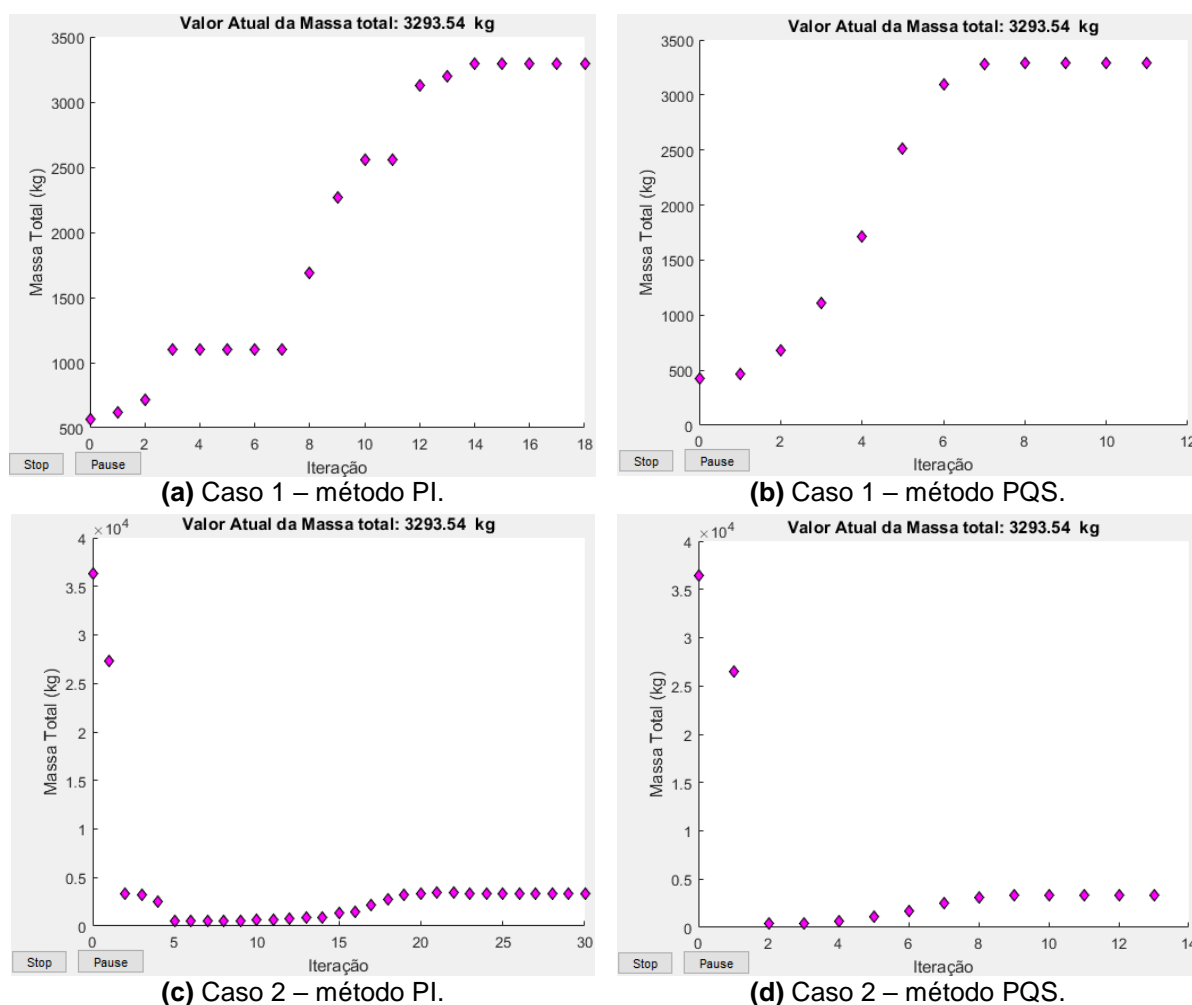 Valor Atual da Massa total: 3293.54 kg
3500
3000
2500
2000
1500
1000
500
Massa Total (kg)
0 2 4 6 8 10 12 14 16 18
Iteração
Stop Pause
(a) Caso 1 – método PI.
Valor Atual da Massa total: 3293.54 kg
3500
3000
2500
2000
1500
1000
500
0
Massa Total (kg)
0 2 4 6 8 10 12
Iteração
Stop Pause
(b) Caso 1 – método PQS.
Valor Atual da Massa total: 3293.54 kg
×10⁴
4
3.5
3
2.5
2
1.5
1
0.5
0
Massa Total (kg)
0 5 10 15 20 25 30
Iteração
Stop Pause
(c) Caso 2 – método PI.
Valor Atual da Massa total: 3293.54 kg
×10⁴
4
3.5
3
2.5
2
1.5
1
0.5
0
Massa Total (kg)
0 2 4 6 8 10 12 14
Iteração
Stop Pause
(d) Caso 2 – método PQS.